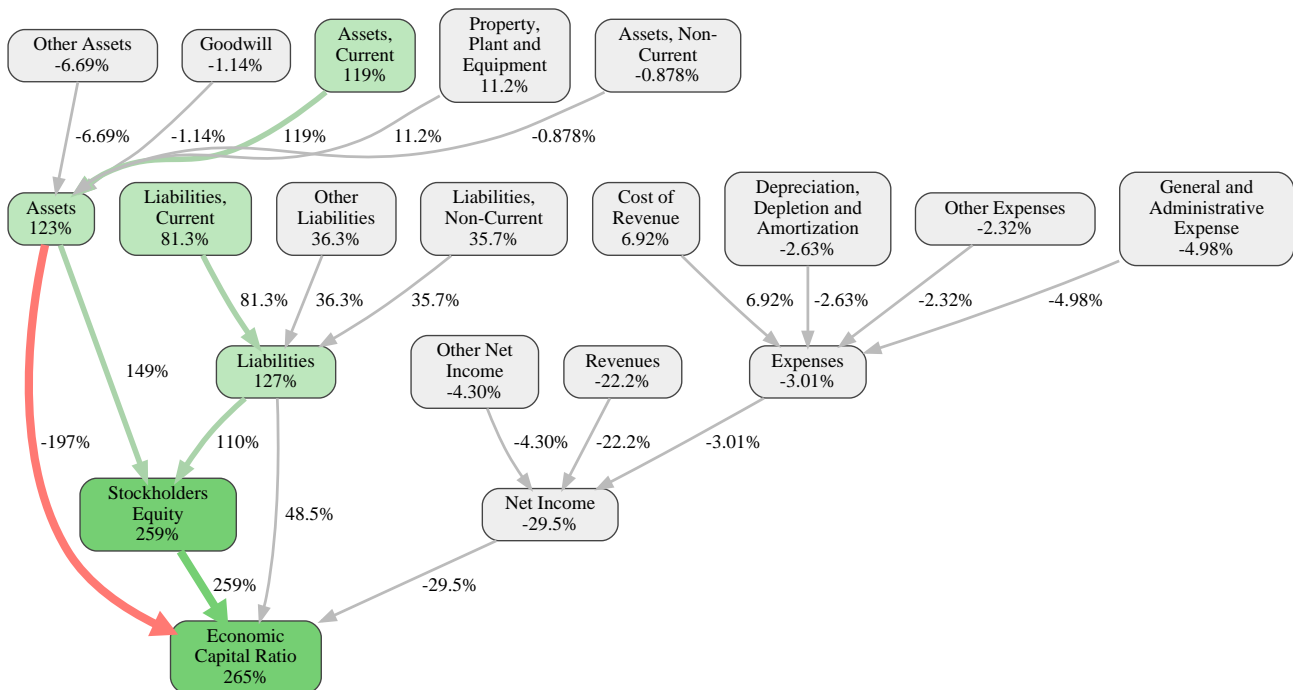 Other Assets
-6.69%
Goodwill
-1.14%
Assets,
Current
119%
Property,
Plant and
Equipment
11.2%
Assets, Non-
Current
-0.878%
-6.69%
-1.14%
119%
11.2%
-0.878%
Assets
123%
Liabilities,
Current
81.3%
Other
Liabilities
36.3%
Liabilities,
Non-Current
35.7%
Cost of
Revenue
6.92%
Depreciation,
Depletion and
Amortization
-2.63%
Other Expenses
-2.32%
General and
Administrative
Expense
-4.98%
81.3%
36.3%
35.7%
6.92%
-2.63%
-2.32%
-4.98%
149%
Liabilities
127%
Other Net
Income
-4.30%
Revenues
-22.2%
Expenses
-3.01%
-197%
110%
-4.30%
-22.2%
-3.01%
Stockholders
Equity
259%
48.5%
Net Income
-29.5%
259%
-29.5%
Economic
Capital Ratio
265%